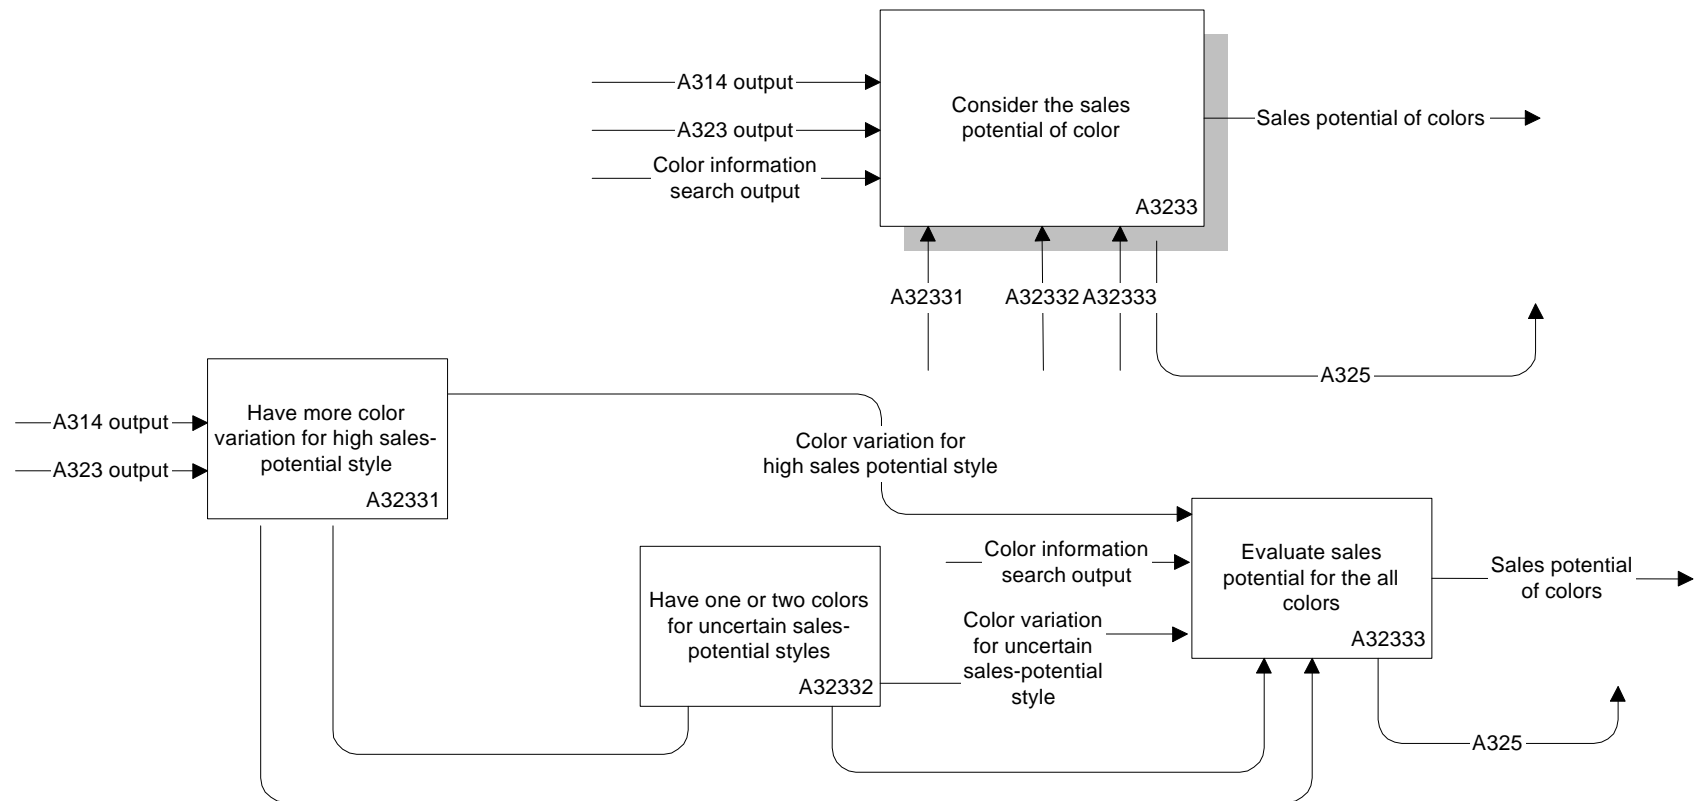 A314 output
A323 output
Color information
search output
Consider the sales
potential of color
A3233
Sales potential of colors
A32331
A32332
A32333
A325
A314 output
A323 output
Have more color
variation for high sales-
potential style
A32331
Color variation for
high sales potential style
Have one or two colors
for uncertain sales-
potential styles
A32332
Color information
search output
Color variation
for uncertain
sales-potential
style
Evaluate sales
potential for the all
colors
A32333
Sales potential
of colors
A325